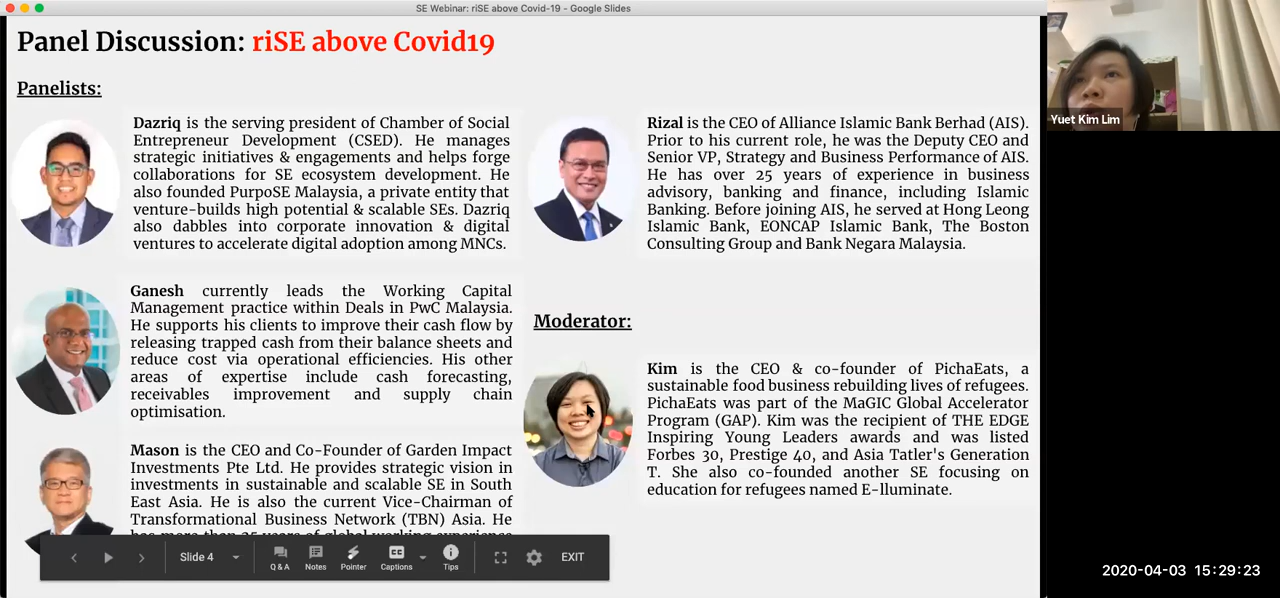 SE Webinar: riSE above Covid-19 - Google Slides
Panel Discussion: riSE above Covid19
Panelists:
Dazriq is the serving president of Chamber of Social
Entrepreneur Development (CSED). He manages
strategic initiatives & engagements and helps forge
collaborations for SE ecosystem development. He
also founded PurpoSE Malaysia, a private entity that
venture-builds high potential & scalable SEs. Dazriq
also dabbles into corporate innovation & digital
ventures to accelerate digital adoption among MNCs.
Ganesh currently leads the Working Capital
Management practice within Deals in PwC Malaysia.
He supports his clients to improve their cash flow by
releasing trapped cash from their balance sheets and
reduce cost via operational efficiencies. His other
areas of expertise include cash forecasting,
receivables improvement and supply chain
optimisation.
Mason is the CEO and Co-Founder of Garden Impact
Investments Pte Ltd. He provides strategic vision in
investments in sustainable and scalable SE in South
East Asia. He is also the current Vice-Chairman of
Transformational Business Network (TBN) Asia. He
has more than 25 years of global working experience
Rizal is the CEO of Alliance Islamic Bank Berhad (AIS).
Prior to his current role, he was the Deputy CEO and
Senior VP, Strategy and Business Performance of AIS.
He has over 25 years of experience in business
advisory, banking and finance, including Islamic
Banking. Before joining AIS, he served at Hong Leong
Islamic Bank, EONCAP Islamic Bank, The Boston
Consulting Group and Bank Negara Malaysia.
Moderator:
Kim is the CEO & co-founder of PichaEats, a
sustainable food business rebuilding lives of refugees.
PichaEats was part of the MaGIC Global Accelerator
Program (GAP). Kim was the recipient of THE EDGE
Inspiring Young Leaders awards and was listed
Forbes 30, Prestige 40, and Asia Tatler's Generation
T. She also co-founded another SE focusing on
education for refugees named E-lluminate.
Slide 4
Q & A
Notes
Pointer
CC
Captions
Tips
EXIT
Yuet Kim Lim
2020-04-03 15:29:23